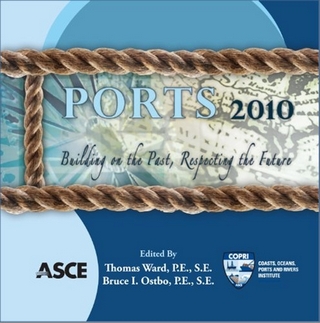 PORTS 2010
Building on the Past, Respecting the Future
Edited By
Thomas Ward, P.E., S.E.
Bruce I. Ostbo, P.E., S.E.
ASCE
COPRI
COASTS, OCEANS,
PORTS AND RIVERS
INSTITUTE